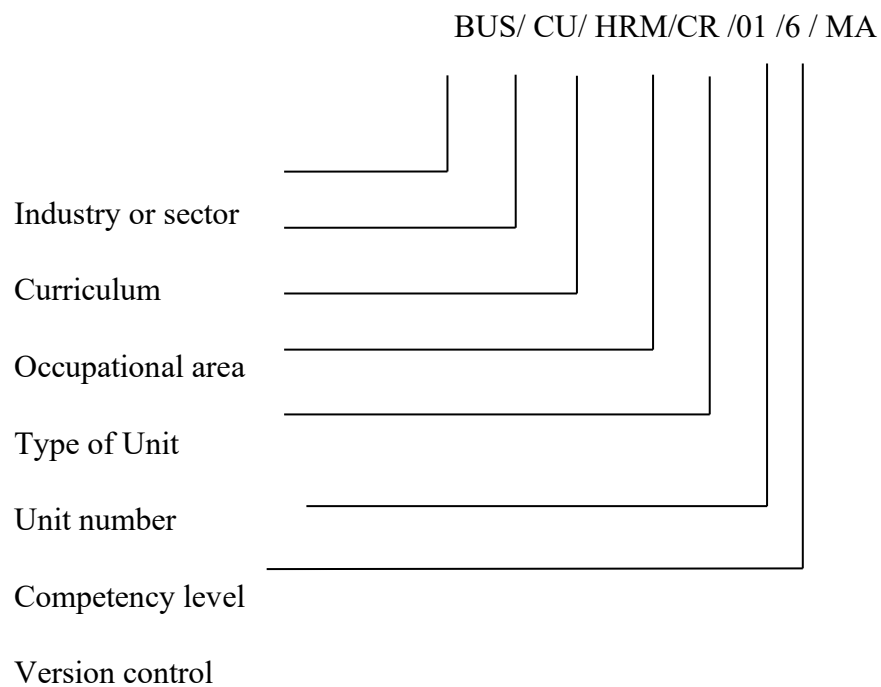 BUS/ CU/ HRM/CR /01 /6 / MA
Industry or sector
Curriculum
Occupational area
Type of Unit
Unit number
Competency level
Version control